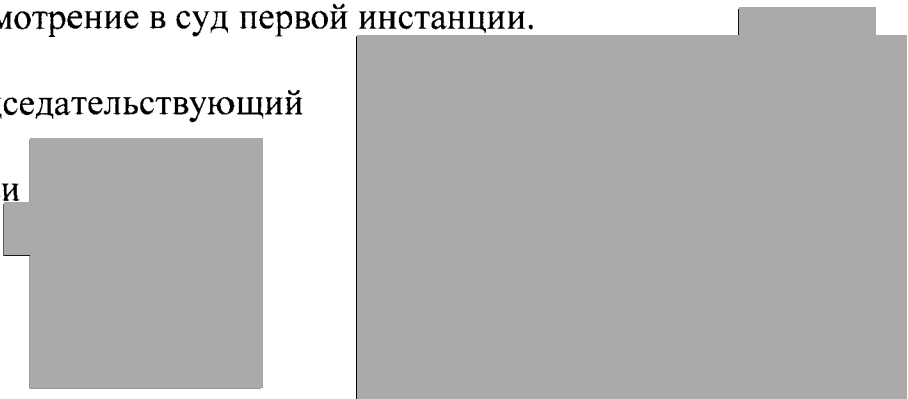 мотрение в суд первой инстанции.
дседательствующий
и